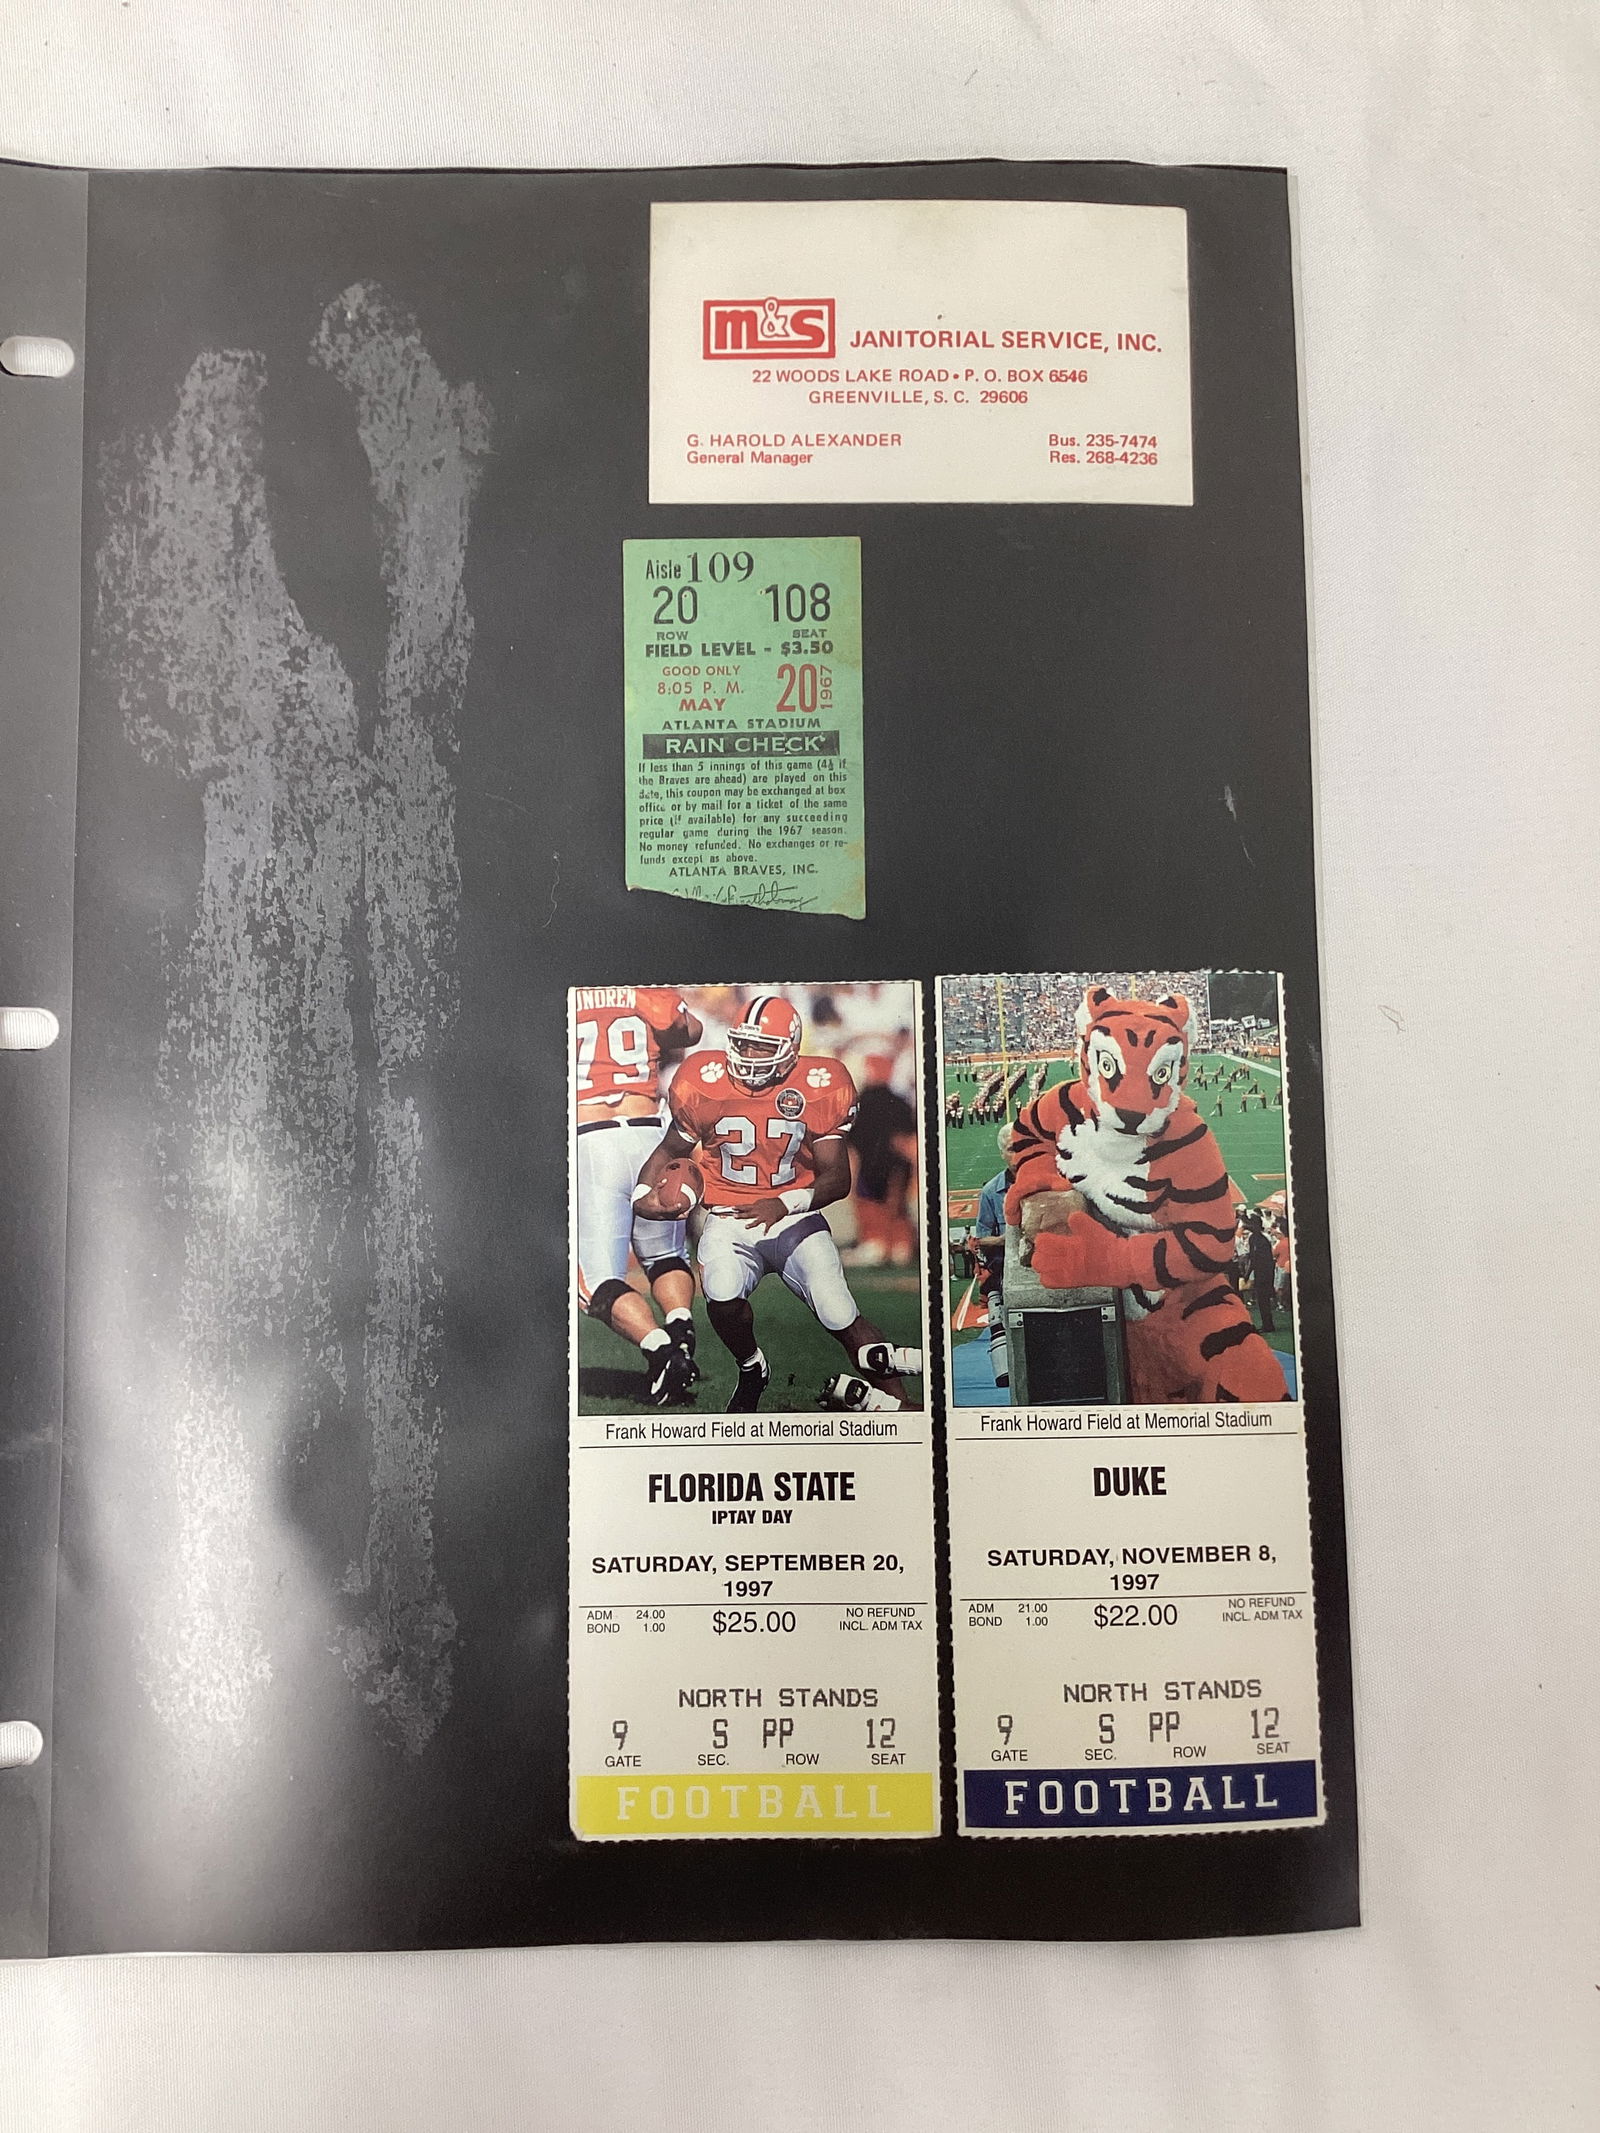 M&S JANITORIAL SERVICE, INC.
22 WOODS LAKE ROAD • P. O. BOX 6546
GREENVILLE, S. C. 29606
G. HAROLD ALEXANDER
General Manager
Bus. 235-7474
Res. 268-4236
Aisle 109
20 108
ROW SEAT
FIELD LEVEL - $3.50
GOOD ONLY
8:05 P. M.
MAY 20 1967
ATLANTA STADIUM
RAIN CHECK
If less than 5 innings of this game (4½ if
the Braves are ahead) are played on this
date, this coupon may be exchanged at box
office or by mail for a ticket of the same
price (if available) for any succeeding
regular game during the 1967 season.
No money refunded. No exchanges or re-
funds except as above.
ATLANTA BRAVES, INC.
79
27
Frank Howard Field at Memorial Stadium
FLORIDA STATE
IPTAY DAY
SATURDAY, SEPTEMBER 20,
1997
ADM 24.00
BOND 1.00
$25.00
NO REFUND
INCL. ADM TAX
NORTH STANDS
9 S PP 12
GATE SEC. ROW SEAT
FOOTBALL
Frank Howard Field at Memorial Stadium
DUKE
SATURDAY, NOVEMBER 8,
1997
ADM 21.00
BOND 1.00
$22.00
NO REFUND
INCL. ADM TAX
NORTH STANDS
9 S PP 12
GATE SEC. ROW SEAT
FOOTBALL